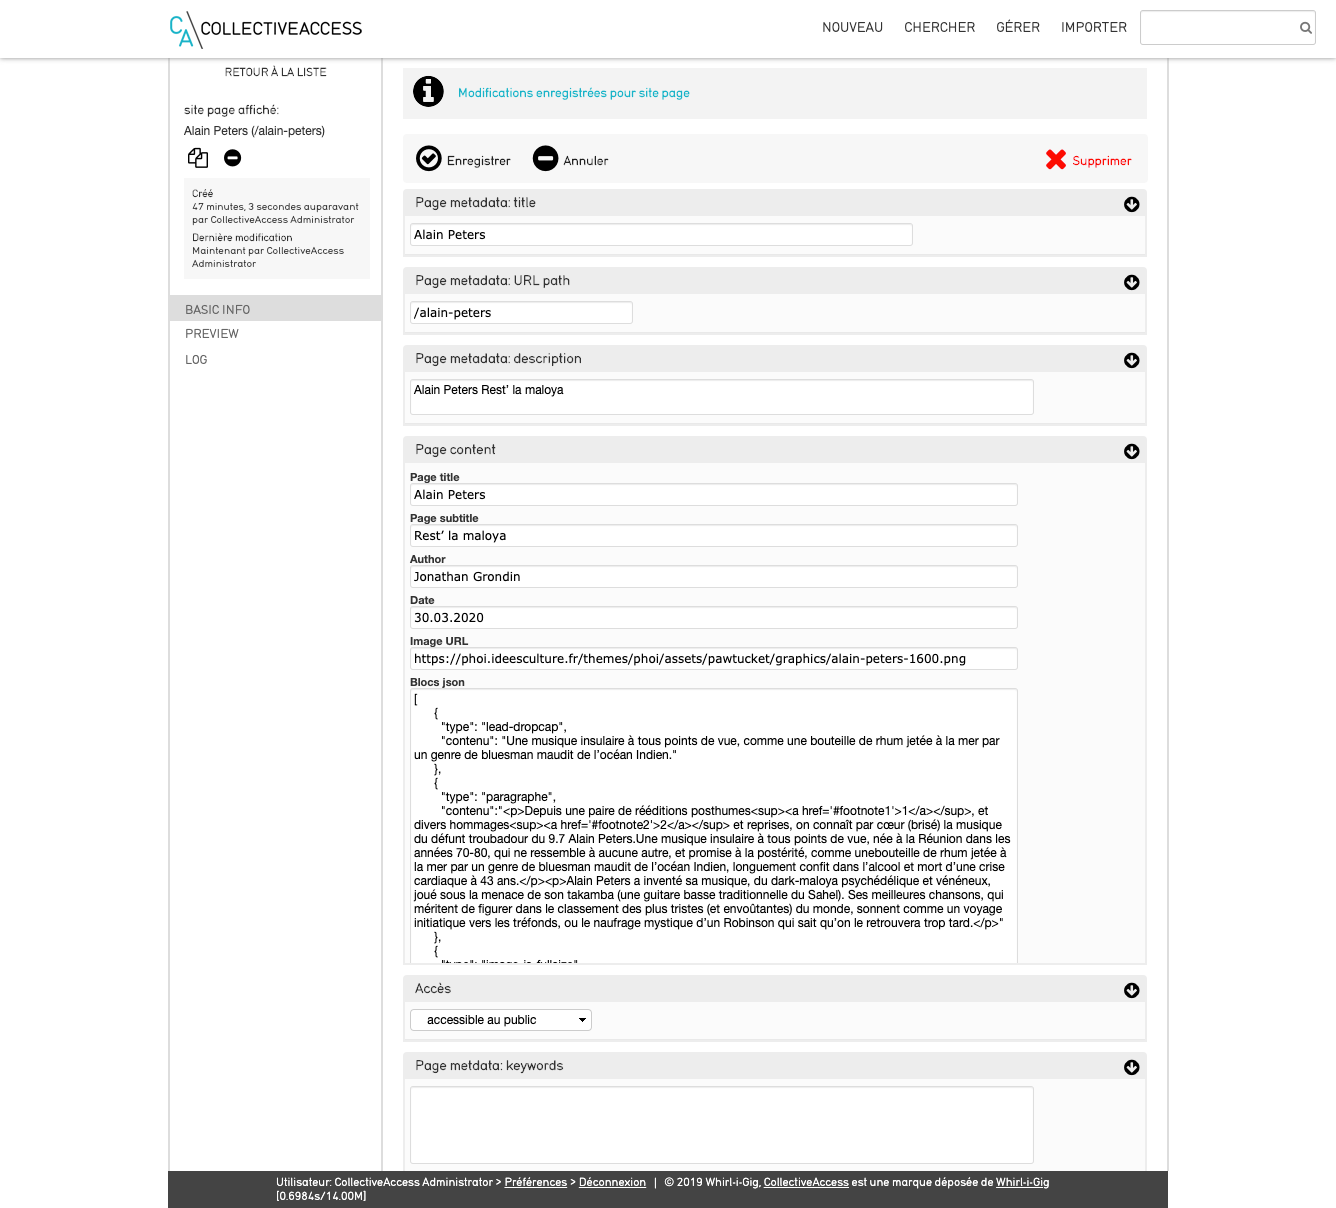 CA COLLECTIVEACCESS
NOUVEAU CHERCHER GÉRER IMPORTER
RETOUR À LA LISTE
site page affiché:
Alain Peters (/alain-peters)
Créé
47 minutes, 3 secondes auparavant
par CollectiveAccess Administrator
Dernière modification
Maintenant par CollectiveAccess
Administrator
BASIC INFO
PREVIEW
LOG
Modifications enregistrées pour site page
Enregistrer Annuler Supprimer
Page metadata: title
Alain Peters
Page metadata: URL path
/alain-peters
Page metadata: description
Alain Peters Rest’ la maloya
Page content
Page title
Alain Peters
Page subtitle
Rest’ la maloya
Author
Jonathan Grondin
Date
30.03.2020
Image URL
https://phoi.ideesculture.fr/themes/phoi/assets/pawtucket/graphics/alain-peters-1600.png
Blocs json
[
{
"type": "lead-dropcap",
"contenu": "Une musique insulaire à tous points de vue, comme une bouteille de rhum jetée à la mer par
un genre de bluesman maudit de l’océan Indien."
},
{
"type": "paragraphe",
"contenu":"<p>Depuis une paire de rééditions posthumes<sup><a href='#footnote1'>1</a></sup>, et
divers hommages<sup><a href='#footnote2'>2</a></sup> et reprises, on connaît par cœur (brisé) la musique
du défunt troubadour du 9.7 Alain Peters.Une musique insulaire à tous points de vue, née à la Réunion dans les
années 70-80, qui ne ressemble à aucune autre, et promise à la postérité, comme unebouteille de rhum jetée à
la mer par un genre de bluesman maudit de l’océan Indien, longuement confit dans l’alcool et mort d’une crise
cardiaque à 43 ans.</p><p>Alain Peters a inventé sa musique, du dark-maloya psychédélique et vénéneux,
joué sous la menace de son takamba (une guitare basse traditionnelle du Sahel). Ses meilleures chansons, qui
méritent de figurer dans le classement des plus tristes (et envoûtantes) du monde, sonnent comme un voyage
initiatique vers les tréfonds, ou le naufrage mystique d’un Robinson qui sait qu’on le retrouvera trop tard.</p>"
},
{
"type": "image-is-fullsize",
Accès
accessible au public
Page metdata: keywords
Utilisateur: CollectiveAccess Administrator > Préférences > Déconnexion | © 2019 Whirl-i-Gig, CollectiveAccess est une marque déposée de Whirl-i-Gig
[0.6984s/14.00M]